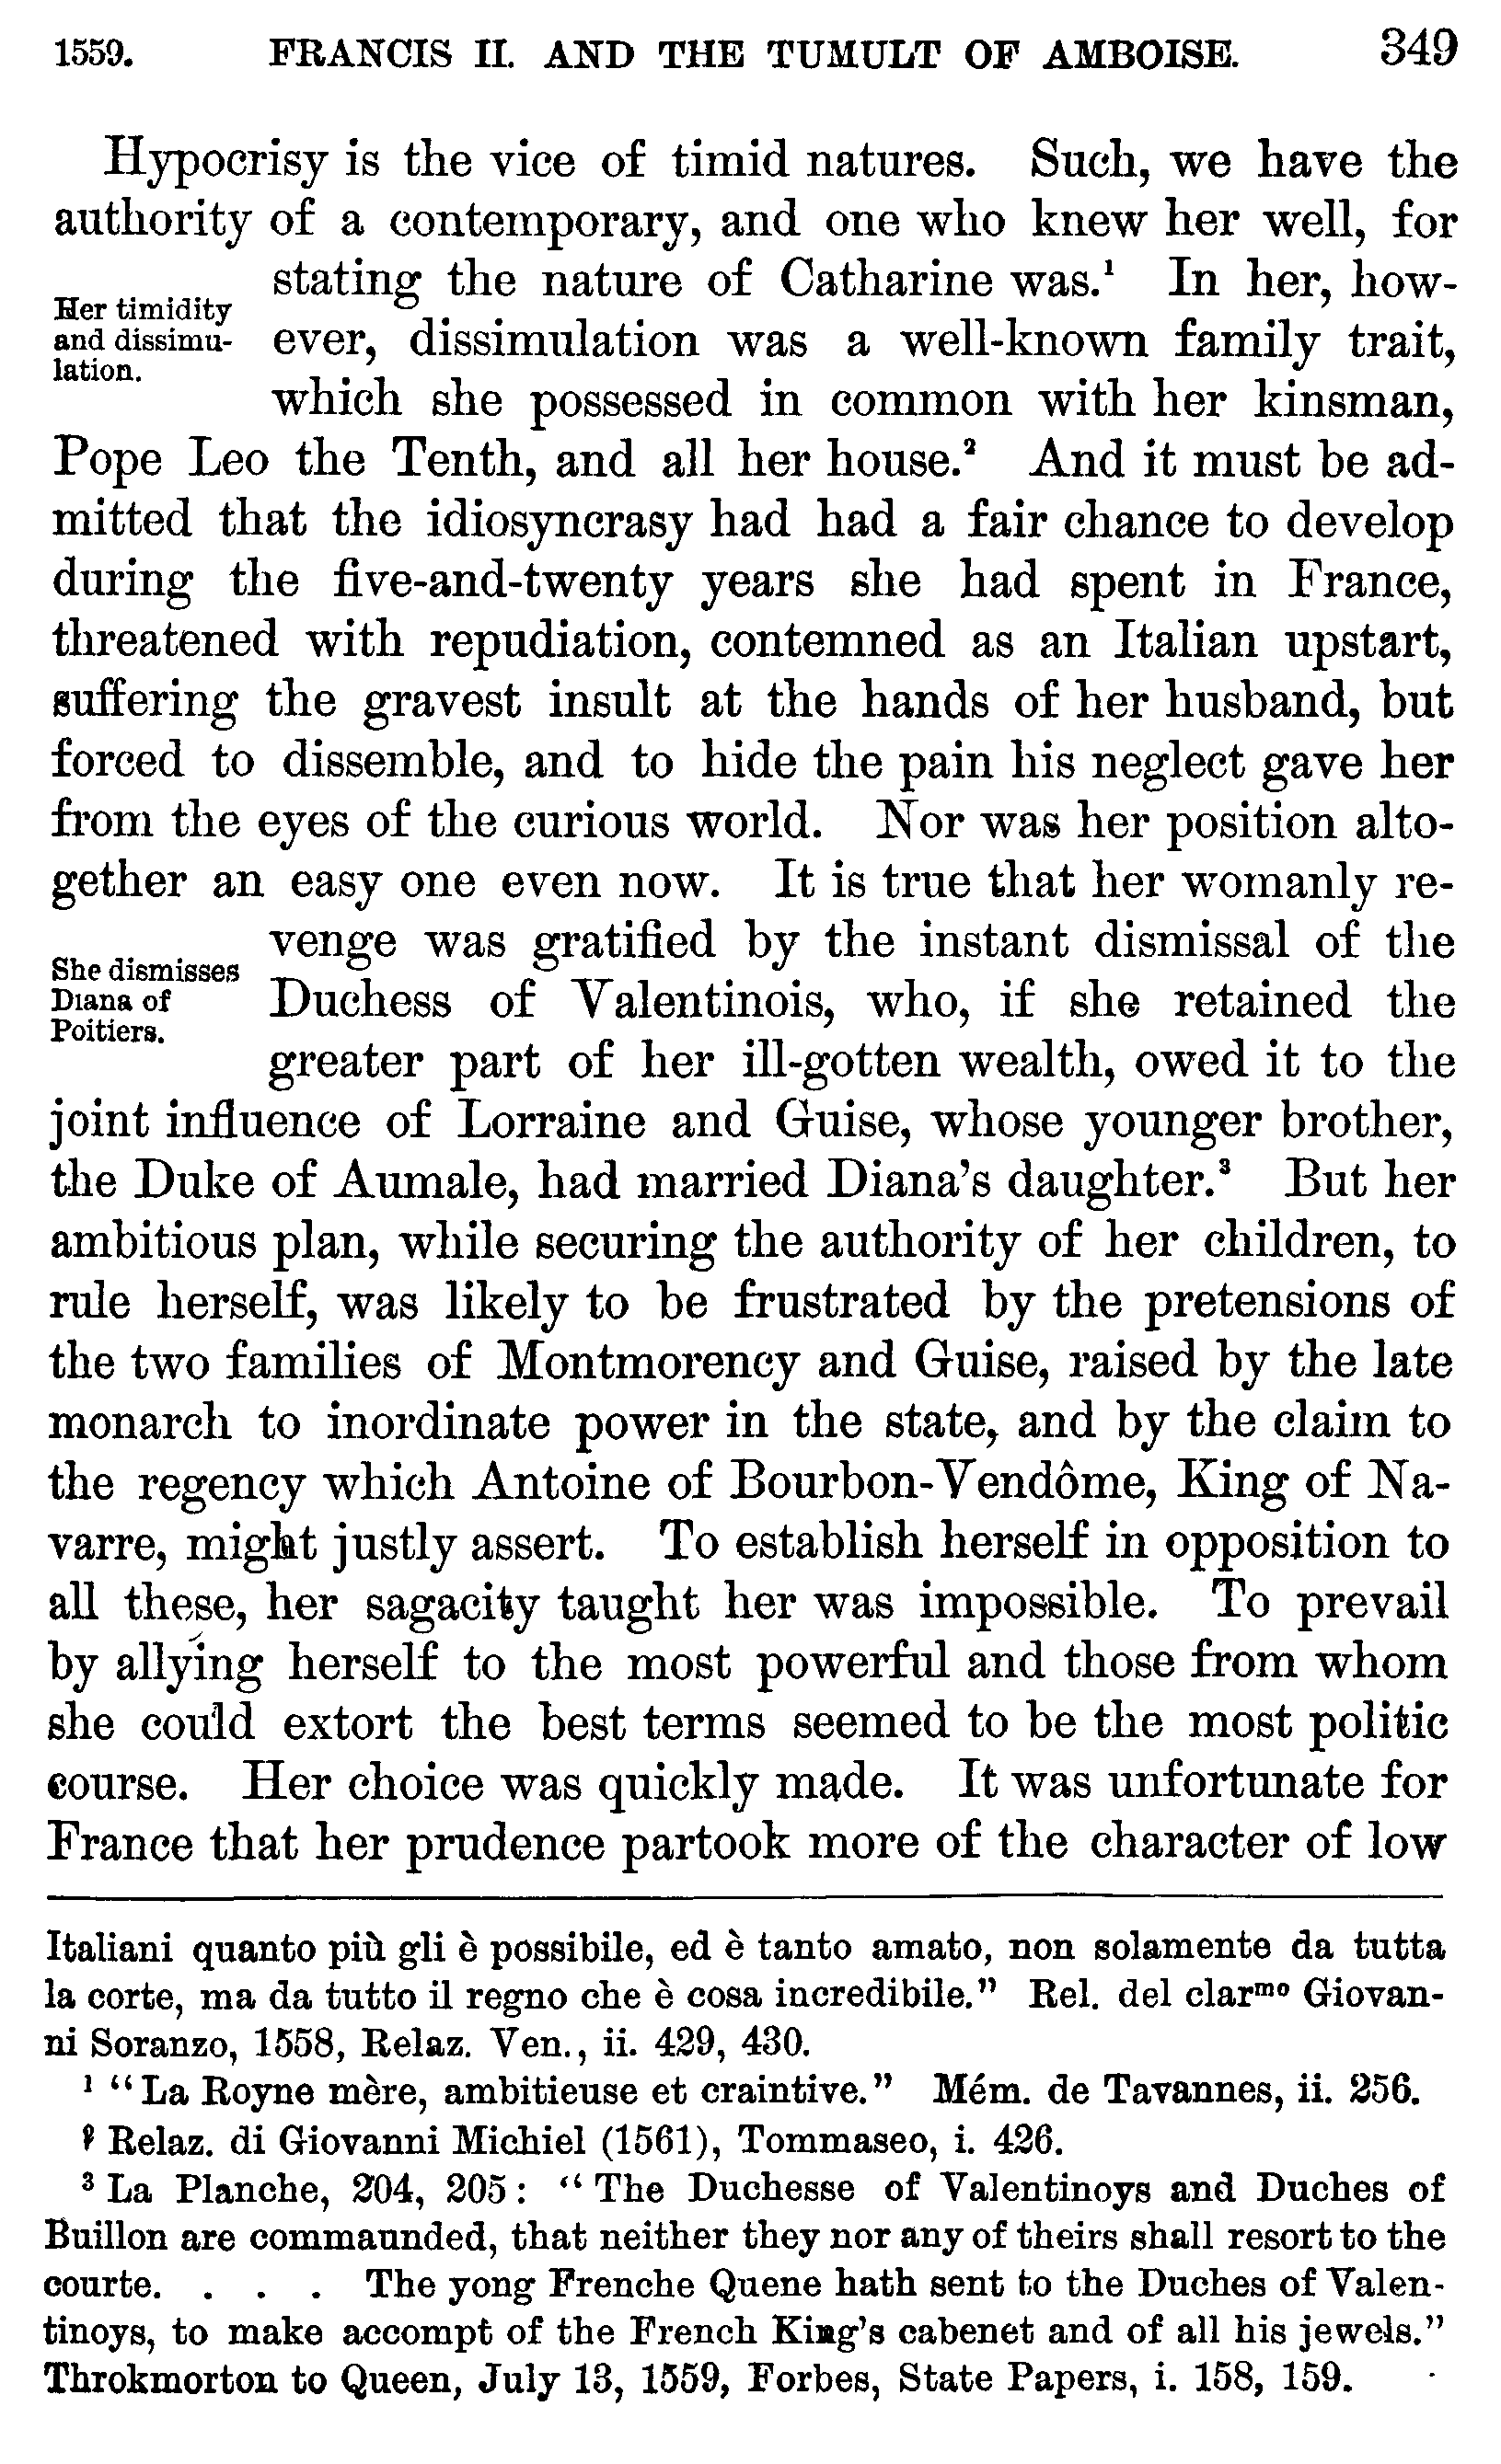 1559. FRANCIS II. AND THE TUMULT OF AMBOISE. 349
Hypocrisy is the vice of timid natures. Such, we have the
authority of a contemporary, and one who knew her well, for
stating the nature of Catharine was.¹ In her, how-
Her timidity
and dissimu-
lation.
ever, dissimulation was a well-known family trait,
which she possessed in common with her kinsman,
Pope Leo the Tenth, and all her house.² And it must be ad-
mitted that the idiosyncrasy had had a fair chance to develop
during the five-and-twenty years she had spent in France,
threatened with repudiation, contemned as an Italian upstart,
suffering the gravest insult at the hands of her husband, but
forced to dissemble, and to hide the pain his neglect gave her
from the eyes of the curious world. Nor was her position alto-
gether an easy one even now. It is true that her womanly re-
venge was gratified by the instant dismissal of the
She dismisses
Diana of
Poitiers.
Duchess of Valentinois, who, if she retained the
greater part of her ill-gotten wealth, owed it to the
joint influence of Lorraine and Guise, whose younger brother,
the Duke of Aumale, had married Diana's daughter.³ But her
ambitious plan, while securing the authority of her children, to
rule herself, was likely to be frustrated by the pretensions of
the two families of Montmorency and Guise, raised by the late
monarch to inordinate power in the state, and by the claim to
the regency which Antoine of Bourbon-Vendôme, King of Na-
varre, might justly assert. To establish herself in opposition to
all these, her sagacity taught her was impossible. To prevail
by allying herself to the most powerful and those from whom
she could extort the best terms seemed to be the most politic
course. Her choice was quickly made. It was unfortunate for
France that her prudence partook more of the character of low
Italiani quanto più gli è possibile, ed è tanto amato, non solamente da tutta
la corte, ma da tutto il regno che è cosa incredibile." Rel. del clarᵐᵒ Giovan-
ni Soranzo, 1558, Relaz. Ven., ii. 429, 430.
¹ "La Royne mère, ambitieuse et craintive." Mém. de Tavannes, ii. 256.
² Relaz. di Giovanni Michiel (1561), Tommaseo, i. 426.
³ La Planche, 204, 205: "The Duchesse of Valentinoys and Duches of
Buillon are commaunded, that neither they nor any of theirs shall resort to the
courte. . . . The yong Frenche Quene hath sent to the Duches of Valen-
tinoys, to make accompt of the French King's cabenet and of all his jewels."
Throkmorton to Queen, July 13, 1559, Forbes, State Papers, i. 158, 159.